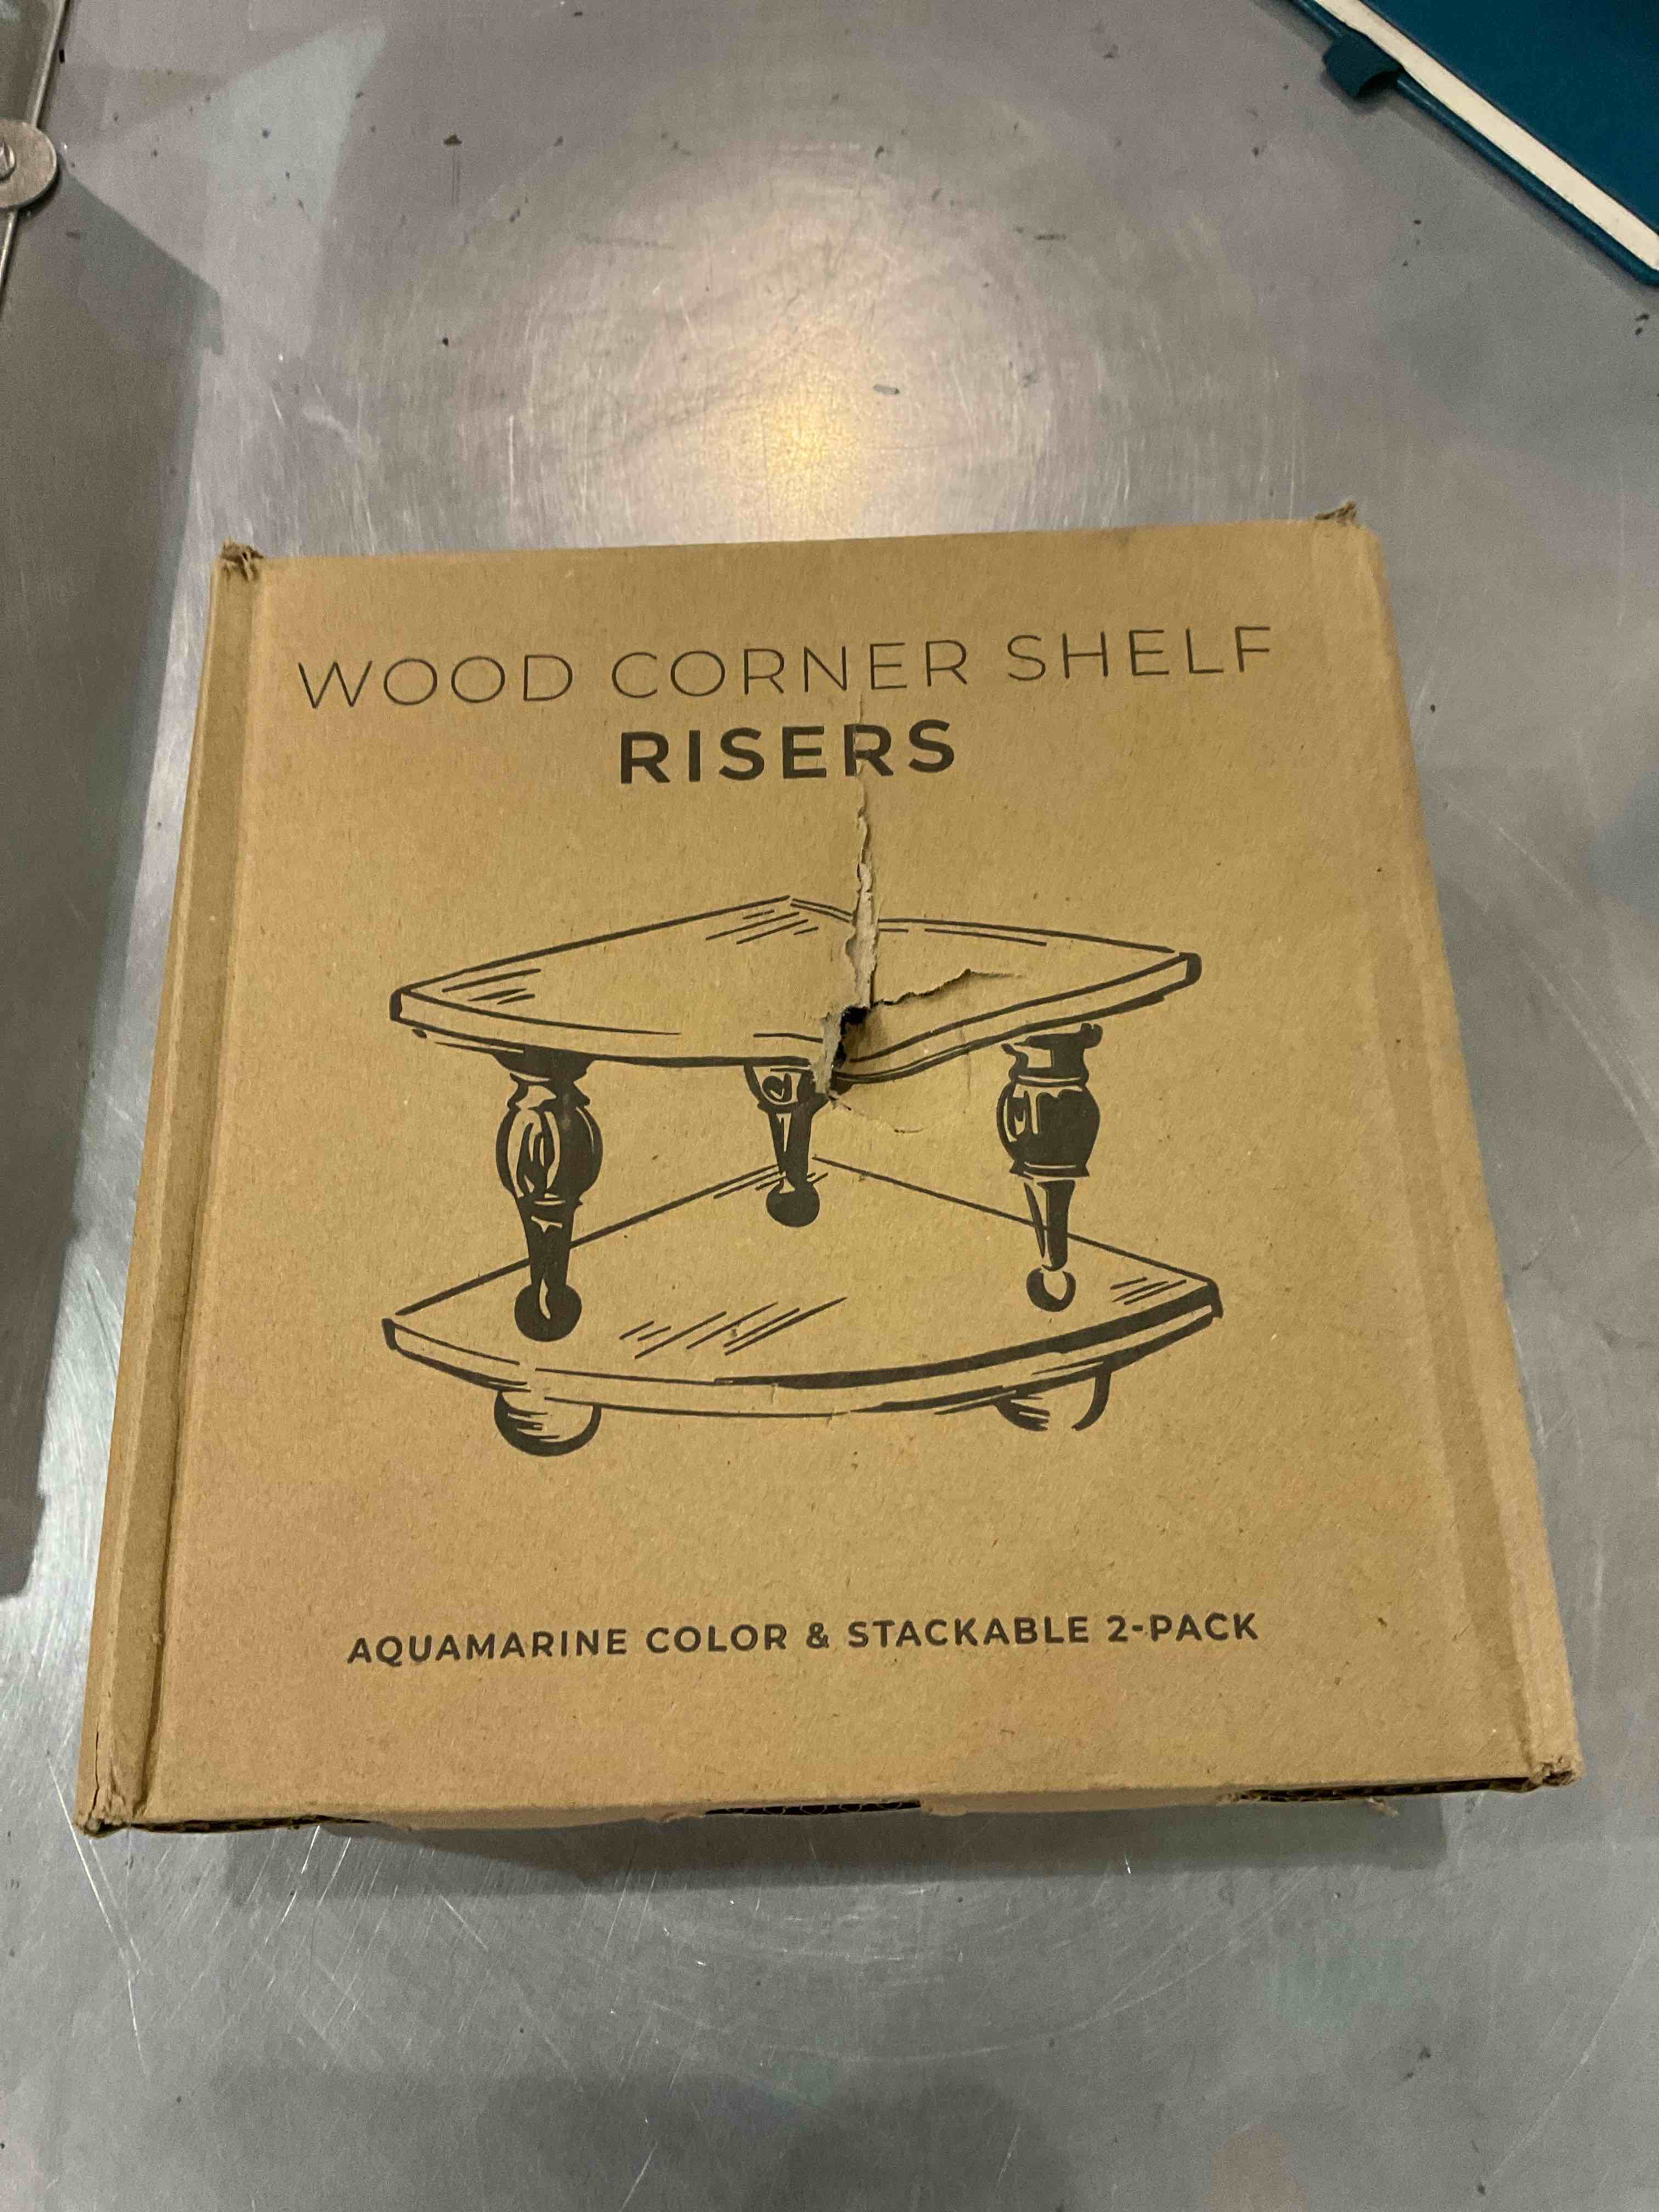 WOOD CORNER SHELF
RISERS
AQUAMARINE COLOR & STACKABLE 2-PACK